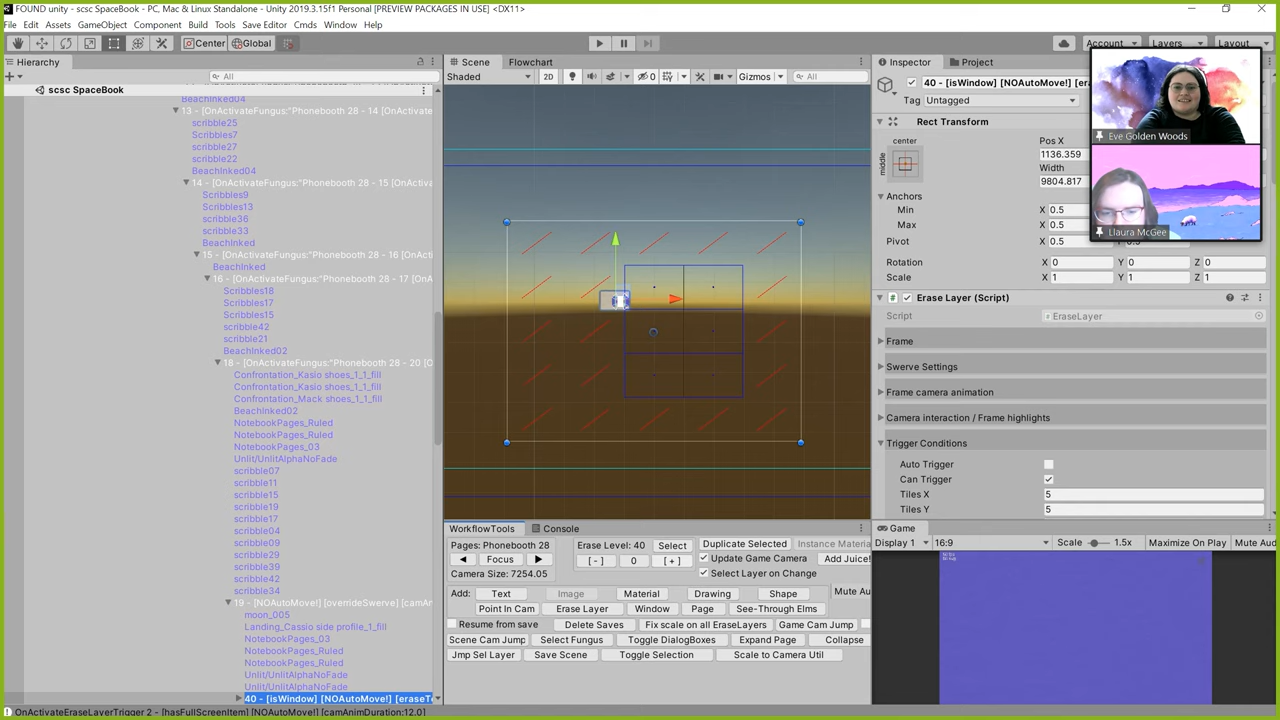 FOUND unity - scsc SpaceBook - PC, Mac & Linux Standalone - Unity 2019.3.15f1 Personal [PREVIEW PACKAGES IN USE] <DX11>
File Edit Assets GameObject Component Build Tools Save Editor Cmds Window Help
Center Global Account Layers Layout
Hierarchy
All
scsc SpaceBook
BeachInked04
13 - [OnActivateFungus:"Phonebooth 28 - 14 [OnActiva
scribble25
Scribbles7
scribble27
scribble22
BeachInked04
14 - [OnActivateFungus:"Phonebooth 28 - 15 [OnActiva
Scribbles9
Scribbles13
scribble36
scribble33
BeachInked
15 - [OnActivateFungus:"Phonebooth 28 - 16 [OnActi
BeachInked
16 - [OnActivateFungus:"Phonebooth 28 - 17 [OnAc
Scribbles18
Scribbles17
Scribbles15
scribble42
scribble21
BeachInked02
18 - [OnActivateFungus:"Phonebooth 28 - 20 [O
Confrontation_Kasio shoes_1_1_fill
Confrontation_Kasio shoes_1_1_fill
Confrontation_Mack shoes_1_1_fill
BeachInked02
NotebookPages_Ruled
NotebookPages_Ruled
NotebookPages_03
Unlit/UnlitAlphaNoFade
scribble07
scribble11
scribble15
scribble19
scribble17
scribble04
scribble09
scribble29
scribble39
scribble42
scribble34
19 - [NOAutoMove!] [overrideSwerve] [camAn
moon_005
Landing_Cassio side profile_1_fill
NotebookPages_03
NotebookPages_Ruled
NotebookPages_Ruled
Unlit/UnlitAlphaNoFade
Unlit/UnlitAlphaNoFade
40 - [isWindow] [NOAutoMove!] [eraseT
OnActivateEraseLayerTrigger 2 - [hasFullScreenItem] [NOAutoMove!] [camAnimDuration:12.0]
Scene Flowchart
Shaded 2D 0 Gizmos All
WorkflowTools Console
Pages: Phonebooth 28 Erase Level: 40 Select Duplicate Selected Instance Materia
Focus [ - ] 0 [ + ] Update Game Camera Add Juice!
Camera Size: 7254.05 Select Layer on Change
Add: Text Image Material Drawing Shape Mute Au
Point In Cam Erase Layer Window Page See-Through Elms
Resume from save Delete Saves Fix scale on all EraseLayers Game Cam Jump
Scene Cam Jump Select Fungus Toggle DialogBoxes Expand Page Collapse
Jmp Sel Layer Save Scene Toggle Selection Scale to Camera Util
Inspector Project
40 - [isWindow] [NOAutoMove!] [era
Tag Untagged
Rect Transform
center
middle
Pos X
1136.359
Width
9804.817
Anchors
Min X 0.5
Max X 0.5
Pivot X 0.5
Rotation X 0 Y 0 Z 0
Scale X 1 Y 1 Z 1
Erase Layer (Script)
Script EraseLayer
Frame
Swerve Settings
Frame camera animation
Camera interaction / Frame highlights
Trigger Conditions
Auto Trigger
Can Trigger
Tiles X 5
Tiles Y 5
Game
Display 1 16:9 Scale 1.5x Maximize On Play Mute Aud
Eve Golden Woods
Llaura McGee